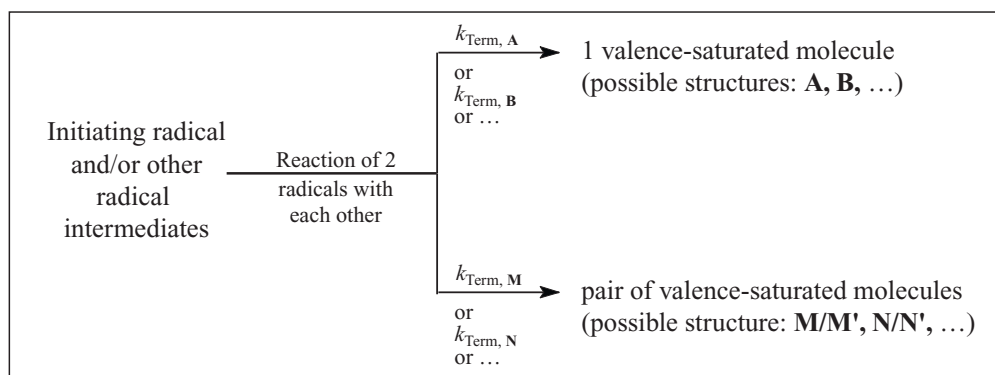 Initiating radical
and/or other
radical
intermediates
Reaction of 2
radicals with
each other
kTerm, A
or
kTerm, B
or …
1 valence-saturated molecule
(possible structures: A, B, …)
kTerm, M
or
kTerm, N
or …
pair of valence-saturated molecules
(possible structure: M/M', N/N', …)